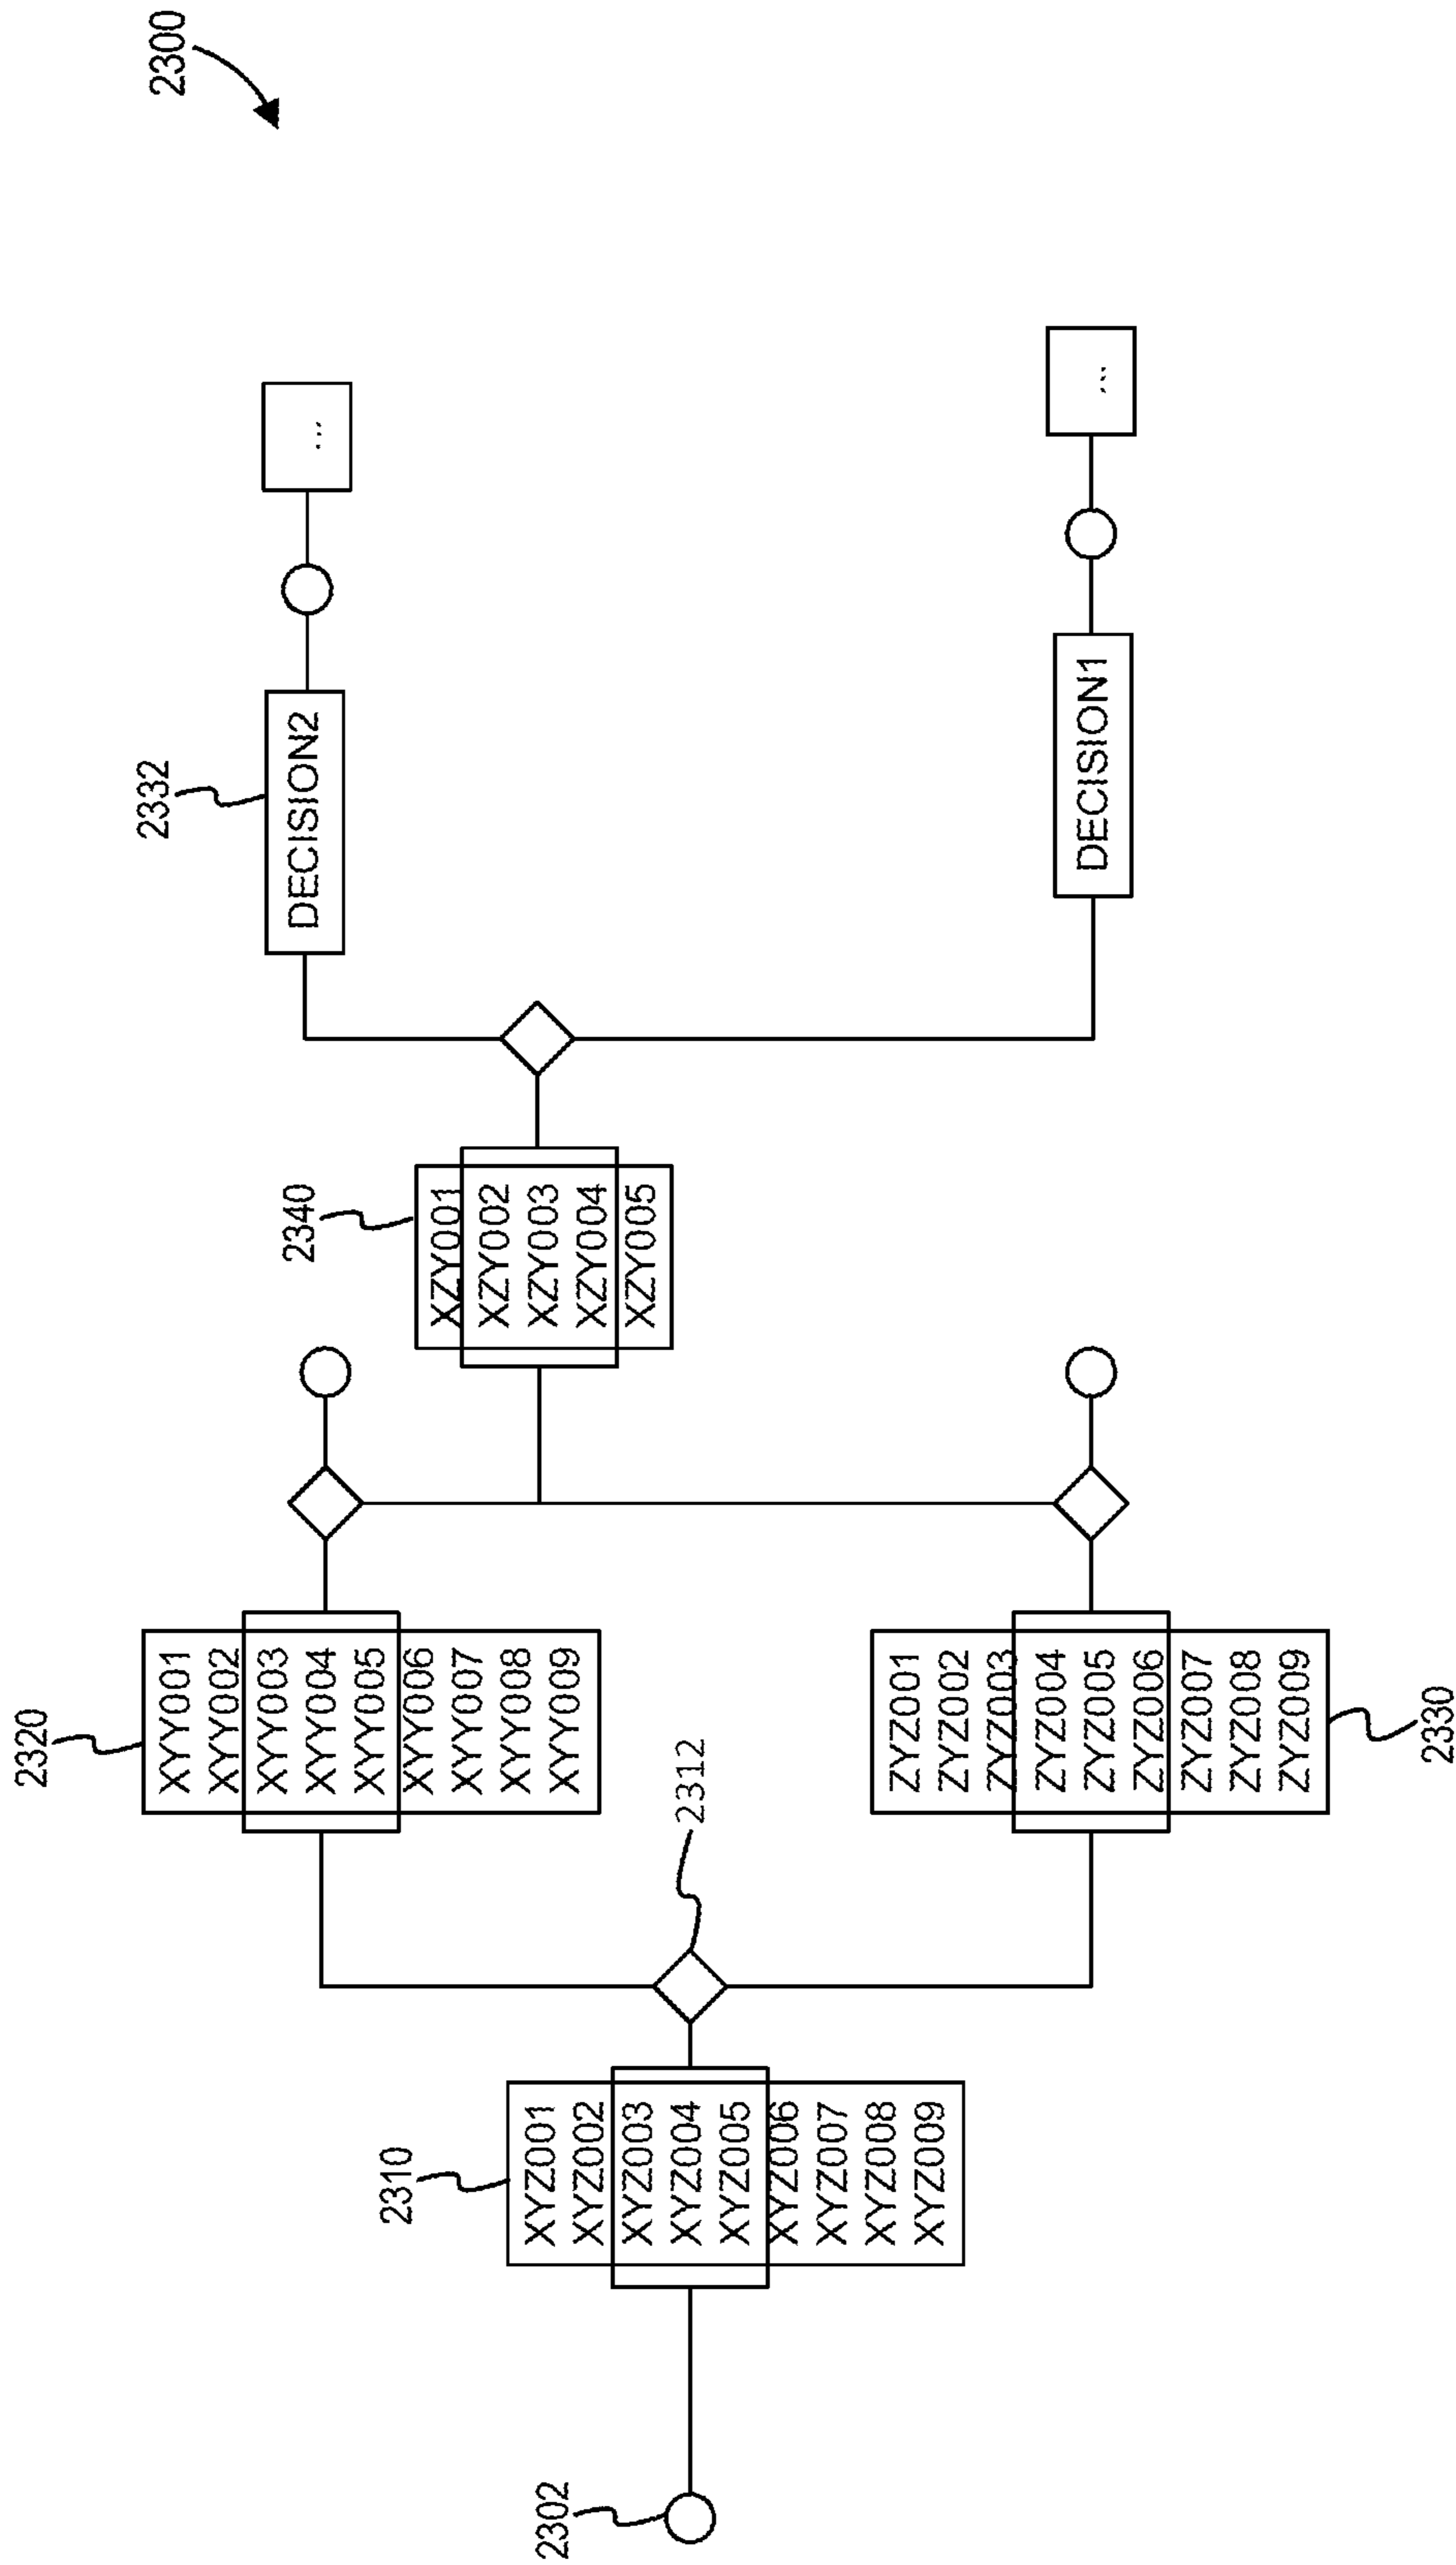 2300
2320
XYY001
XYY002
XYY003
XYY004
XYY005
XYY006
XYY007
XYY008
XYY009
2332
DECISION2
...
2340
XZY001
XZY002
XZY003
XZY004
XZY005
2310
XYZ001
XYZ002
XYZ003
XYZ004
XYZ005
XYZ006
XYZ007
XYZ008
XYZ009
2302
2312
ZYZ001
ZYZ002
ZYZ003
ZYZ004
ZYZ005
ZYZ006
ZYZ007
ZYZ008
ZYZ009
2330
DECISION1
...